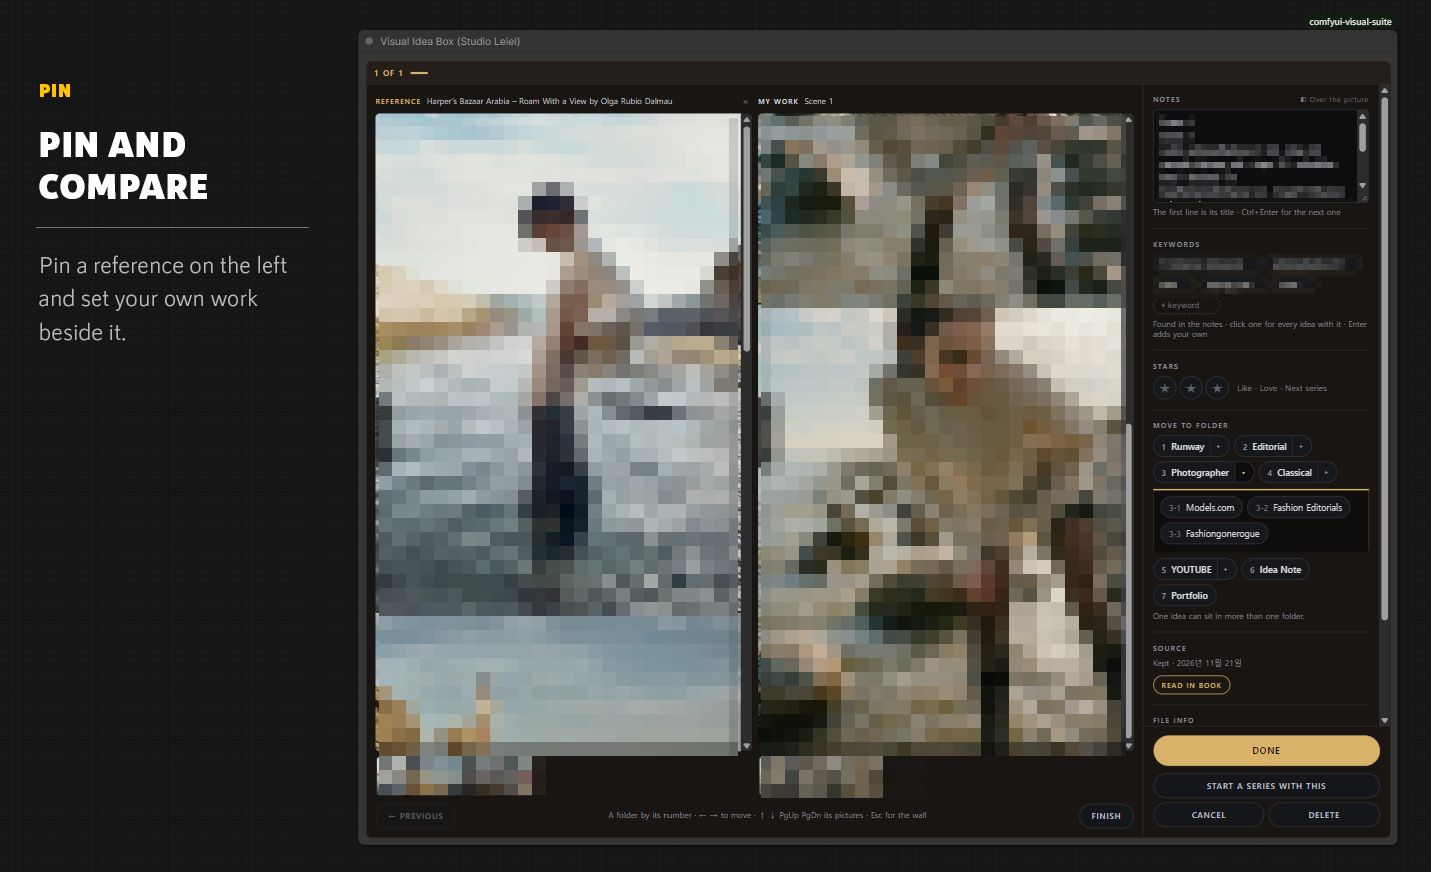 comfyui-visual-suite
PIN
PIN AND
COMPARE
Pin a reference on the left
and set your own work
beside it.
Visual Idea Box (Studio Leiel)
1 OF 1
REFERENCE Harper's Bazaar Arabia – Roam With a View by Olga Rubio Dalmau ×
MY WORK Scene 1
← PREVIOUS
A folder by its number · ← → to move · ↑ ↓ PgUp PgDn its pictures · Esc for the wall
FINISH
NOTES Over the picture
The first line is its title · Ctrl+Enter for the next one
KEYWORDS
+ keyword
Found in the notes · click one for every idea with it · Enter
adds your own
STARS
★ ★ ★ Like · Love · Next series
MOVE TO FOLDER
1 Runway 2 Editorial
3 Photographer 4 Classical
3-1 Models.com 3-2 Fashion Editorials
3-3 Fashiongonerogue
5 YOUTUBE 6 Idea Note
7 Portfolio
One idea can sit in more than one folder.
SOURCE
Kept · 2026년 11월 21일
READ IN BOOK
FILE INFO
DONE
START A SERIES WITH THIS
CANCEL DELETE